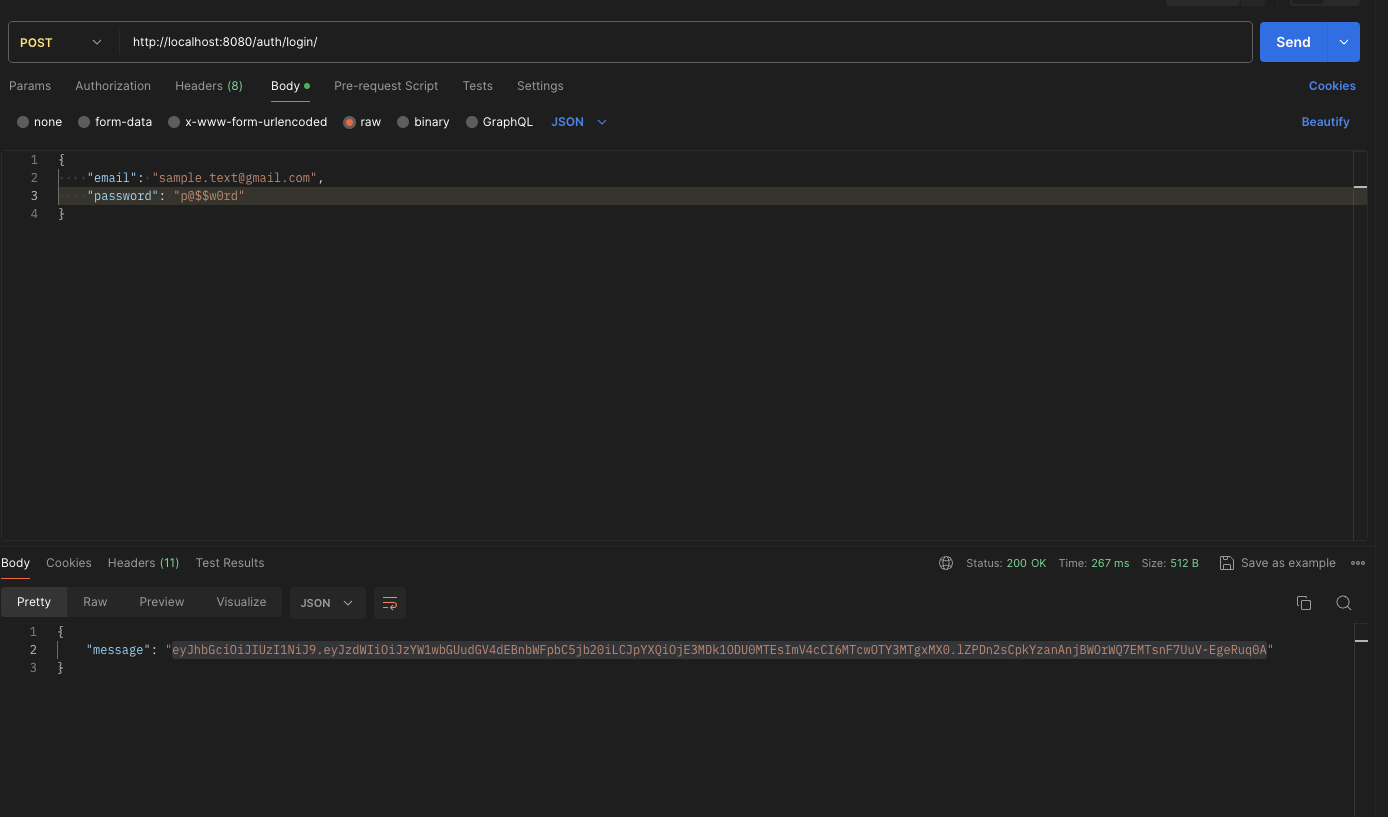 POST http://localhost:8080/auth/login/ Send
Params Authorization Headers (8) Body Pre-request Script Tests Settings Cookies
none form-data x-www-form-urlencoded raw binary GraphQL JSON Beautify
1 {
2 "email": "sample.text@gmail.com",
3 "password": "p@$$w0rd"
4 }
Body Cookies Headers (11) Test Results Status: 200 OK Time: 267 ms Size: 512 B Save as example
Pretty Raw Preview Visualize JSON
1 {
2 "message": "eyJhbGciOiJIUzI1NiJ9.eyJzdWIiOiJzYW1wbGUudGV4dEBnbWFpbC5jb20iLCJpYXQiOjE3MDk1ODU0MTEsImV4cCI6MTcwOTY3MTgxMX0.lZPDn2sCpkYzanAnjBWOrWQ7EMTsnF7UuV-EgeRuq0A"
3 }